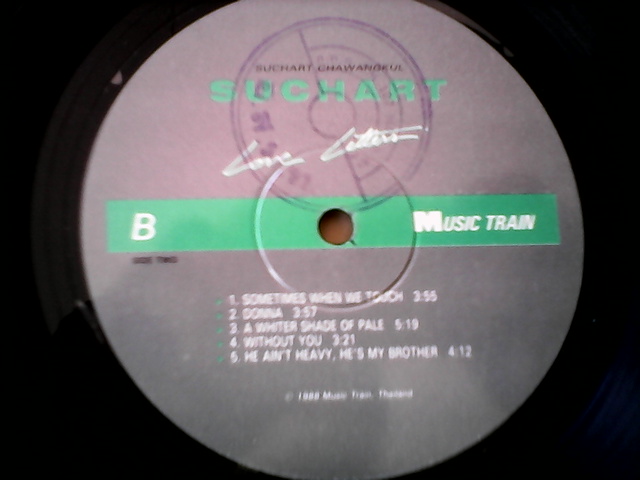 SUCHART CHAWANGKUL
SUCHART
Love Letters
B
MUSIC TRAIN
SIDE TWO
1. SOMETIMES WHEN WE TOUCH 3:55
2. DONNA 3:57
3. A WHITER SHADE OF PALE 5:19
4. WITHOUT YOU 3:21
5. HE AIN'T HEAVY, HE'S MY BROTHER 4:12
© 1988 Music Train, Thailand